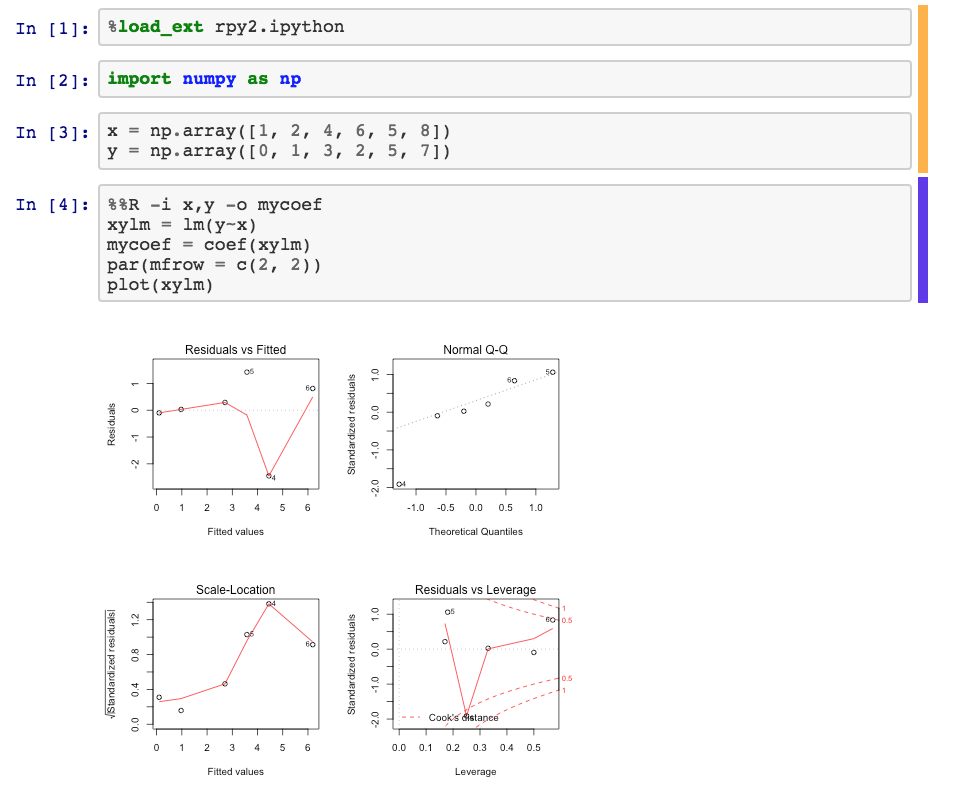 In [1]: %load_ext rpy2.ipython
In [2]: import numpy as np
In [3]: x = np.array([1, 2, 4, 6, 5, 8])
y = np.array([0, 1, 3, 2, 5, 7])
In [4]: %%R -i x,y -o mycoef
xylm = lm(y~x)
mycoef = coef(xylm)
par(mfrow = c(2, 2))
plot(xylm)
Residuals vs Fitted
Residuals
1
0
-1
-2
5
6
4
0 1 2 3 4 5 6
Fitted values
Normal Q-Q
Standardized residuals
1.0
0.0
-1.0
-2.0
6
5
4
-1.0 -0.5 0.0 0.5 1.0
Theoretical Quantiles
Scale-Location
√|Standardized residuals|
1.2
0.8
0.4
0.0
4
5
6
0 1 2 3 4 5 6
Fitted values
Residuals vs Leverage
Standardized residuals
1.0
0.0
-1.0
-2.0
5
6
4
1
0.5
0.5
1
Cook's distance
0.0 0.1 0.2 0.3 0.4 0.5
Leverage